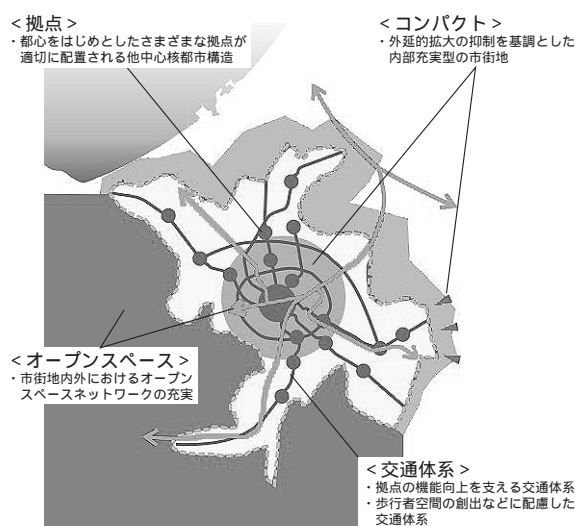 ＜拠点＞
・都心をはじめとしたさまざまな拠点が
適切に配置される他中心核都市構造
＜コンパクト＞
・外延的拡大の抑制を基調とした
内部充実型の市街地
＜オープンスペース＞
・市街地内外におけるオープン
スペースネットワークの充実
＜交通体系＞
・拠点の機能向上を支える交通体系
・歩行者空間の創出などに配慮した
交通体系